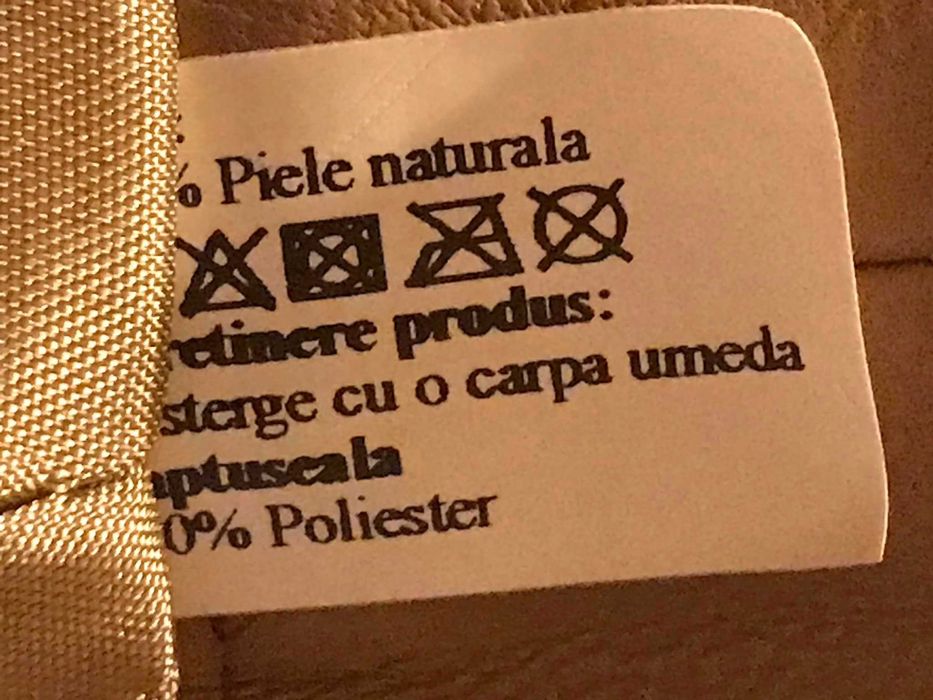 % Piele naturala
retinere produs:
sterge cu o carpa umeda
aptuseala
0% Poliester